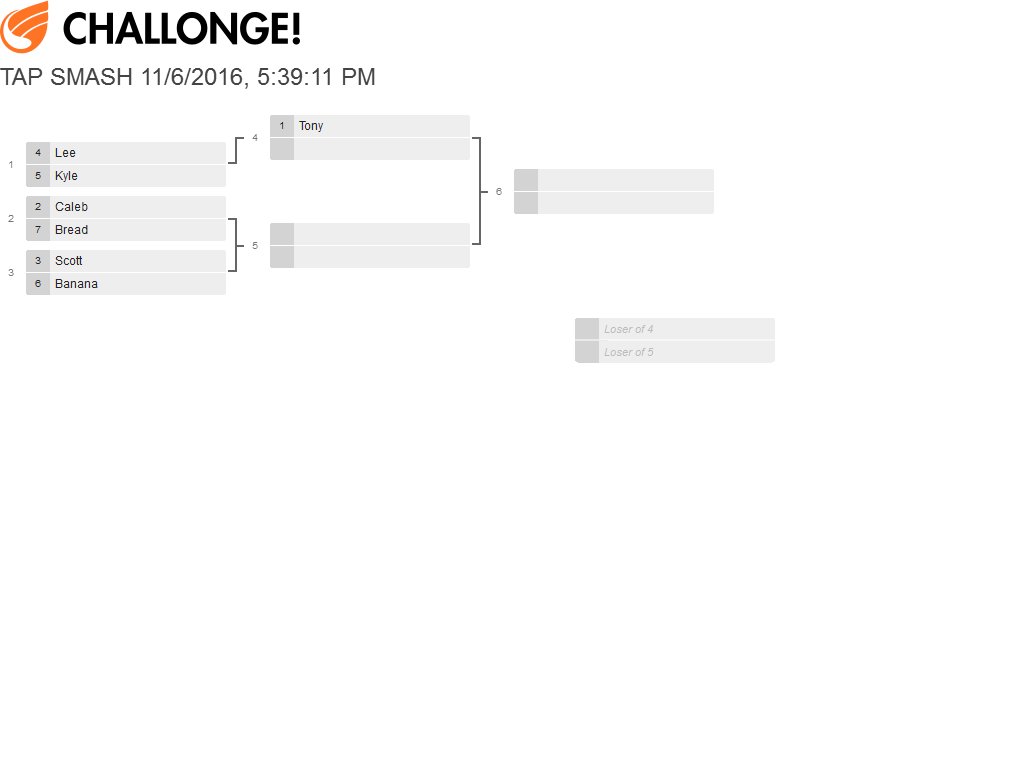 CHALLONGE!
TAP SMASH 11/6/2016, 5:39:11 PM
1
4 Lee
5 Kyle
2
2 Caleb
7 Bread
3
3 Scott
6 Banana
4
1 Tony
5
6
Loser of 4
Loser of 5